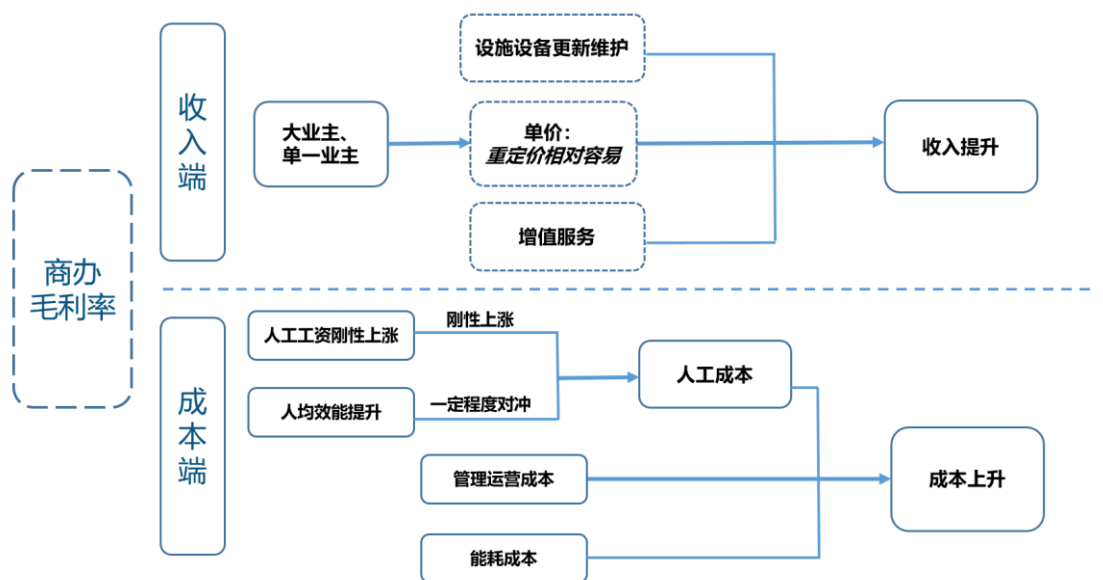 商办
毛利率
收
入
端
大业主、
单一业主
设施设备更新维护
单价：
重定价相对容易
增值服务
收入提升
成
本
端
人工工资刚性上涨
刚性上涨
人均效能提升
一定程度对冲
人工成本
管理运营成本
能耗成本
成本上升